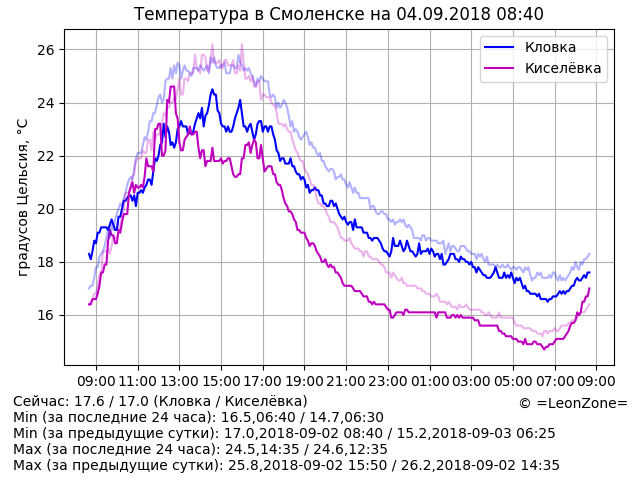 Температура в Смоленске на 04.09.2018 08:40
градусов Цельсия, °C
26
24
22
20
18
16
Кловка
Киселёвка
09:00 11:00 13:00 15:00 17:00 19:00 21:00 23:00 01:00 03:00 05:00 07:00 09:00
Сейчас: 17.6 / 17.0 (Кловка / Киселёвка)
© =LeonZone=
Min (за последние 24 часа): 16.5,06:40 / 14.7,06:30
Min (за предыдущие сутки): 17.0,2018-09-02 08:40 / 15.2,2018-09-03 06:25
Max (за последние 24 часа): 24.5,14:35 / 24.6,12:35
Max (за предыдущие сутки): 25.8,2018-09-02 15:50 / 26.2,2018-09-02 14:35